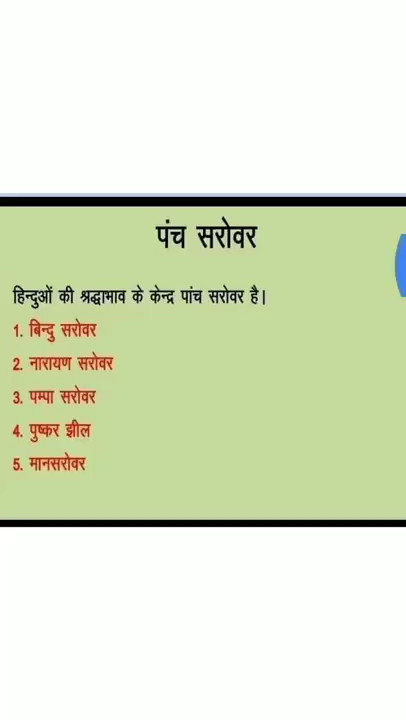 पंच सरोवर
हिन्दुओं की श्रद्धाभाव के केन्द्र पांच सरोवर है।
1. बिन्दु सरोवर
2. नारायण सरोवर
3. पम्पा सरोवर
4. पुष्कर झील
5. मानसरोवर